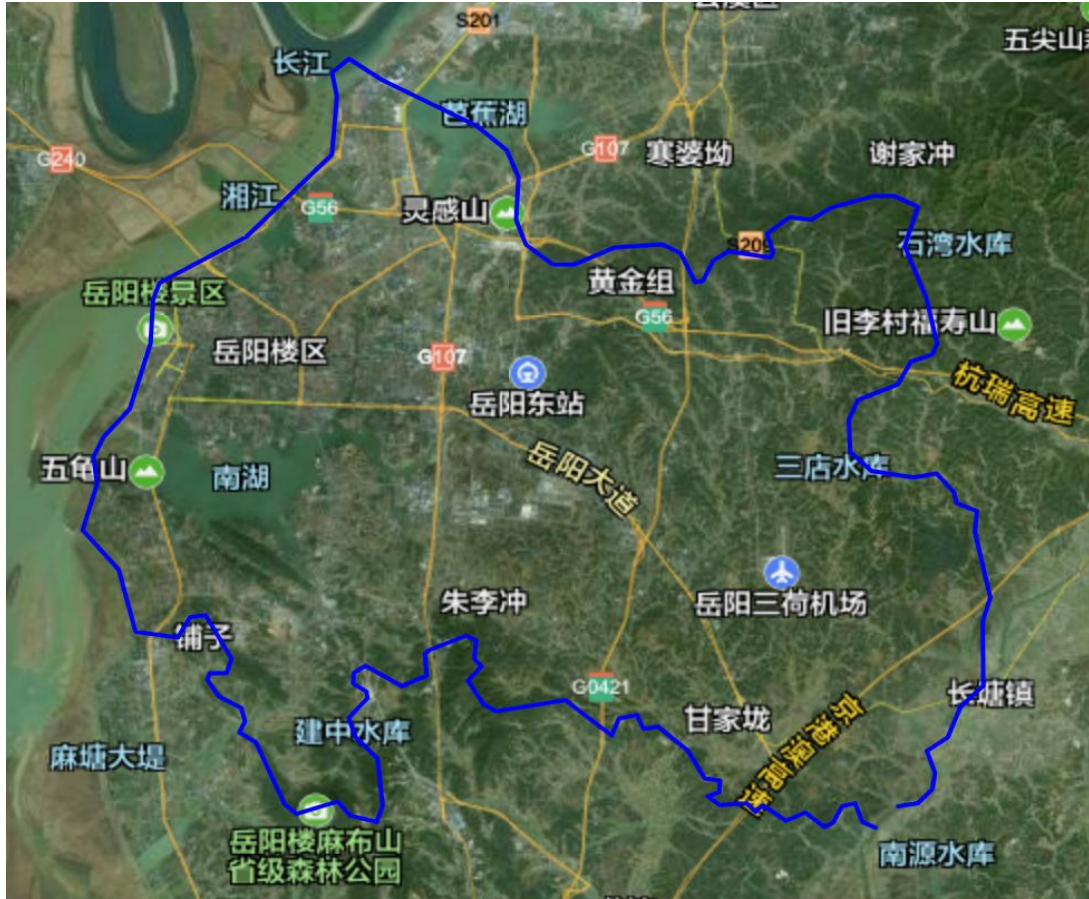 S201
五尖山
长江
芭蕉湖
G107
寒婆坳
谢家冲
G240
湘江
G56
灵感山
S209
石湾水库
黄金组
岳阳楼景区
G56
旧李村福寿山
岳阳楼区
G107
岳阳东站
杭瑞高速
五龟山
南湖
岳阳大道
三店水库
岳阳三荷机场
朱李冲
铺子
G0421
长塘镇
甘家垅
建中水库
京港澳高速
麻塘大堤
岳阳楼麻布山
省级森林公园
南源水库